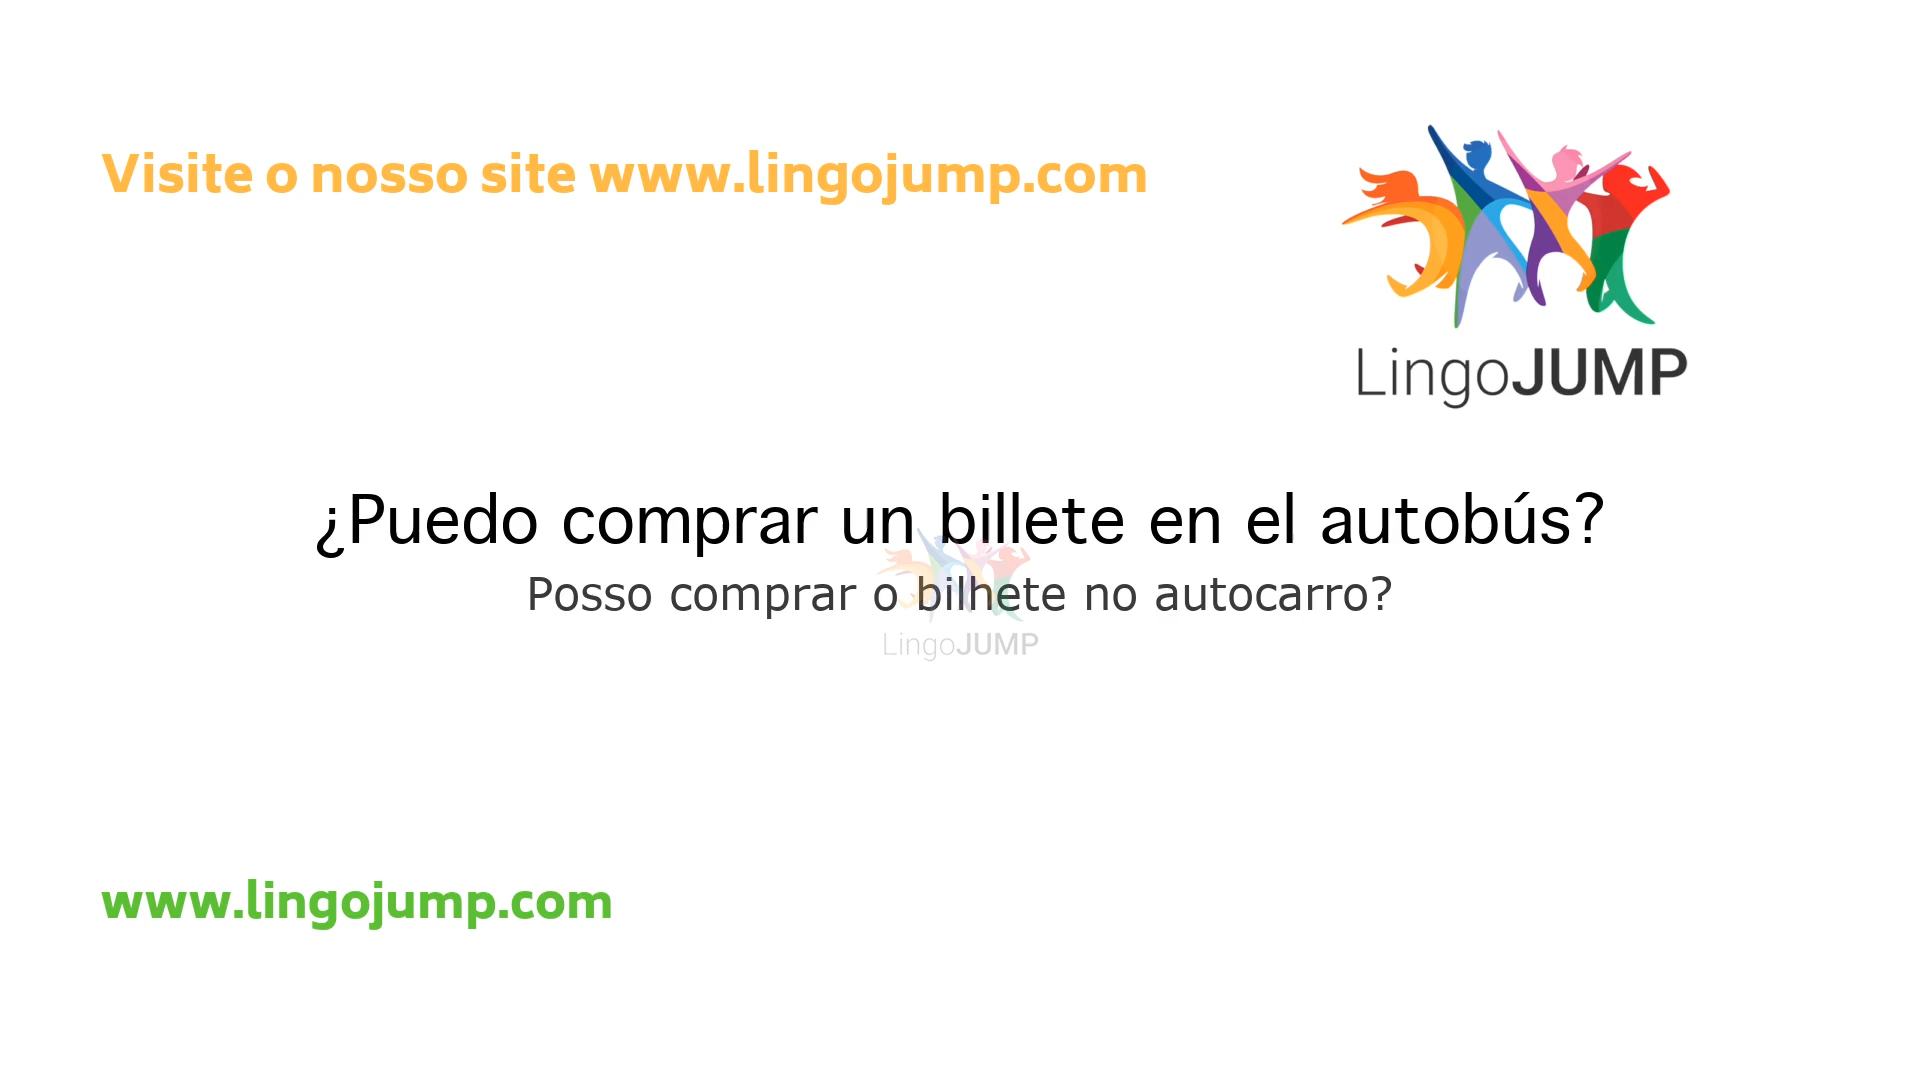 Visite o nosso site www.lingojump.com
LingoJUMP
¿Puedo comprar un billete en el autobús?
Posso comprar o bilhete no autocarro?
LingoJUMP
www.lingojump.com